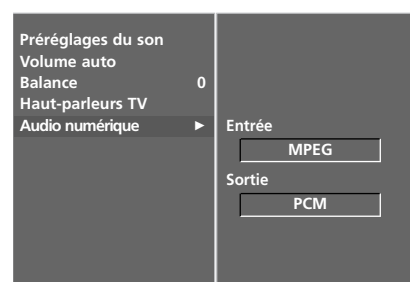 Préréglages du son
Volume auto
Balance 0
Haut-parleurs TV
Audio numérique ►
Entrée
MPEG
Sortie
PCM